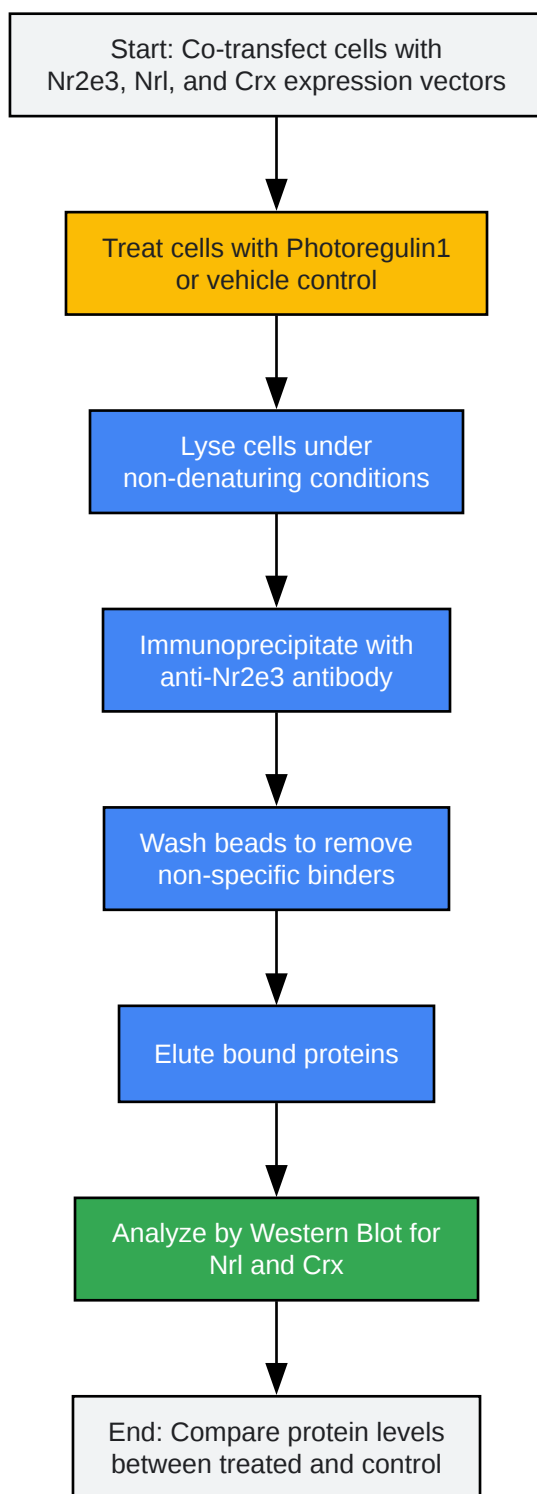 Start: Co-transfect cells with
Nr2e3, Nrl, and Crx expression vectors
Treat cells with Photoregulin1
or vehicle control
Lyse cells under
non-denaturing conditions
Immunoprecipitate with
anti-Nr2e3 antibody
Wash beads to remove
non-specific binders
Elute bound proteins
Analyze by Western Blot for
Nrl and Crx
End: Compare protein levels
between treated and control